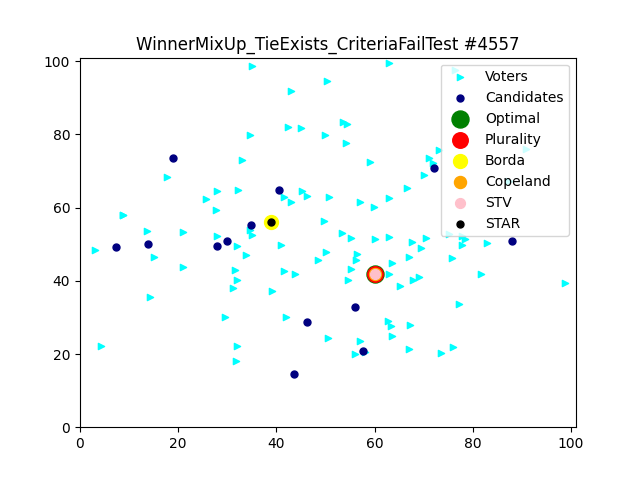 WinnerMixUp_TieExists_CriteriaFailTest #4557
100
80
60
40
20
0
0
20
40
60
80
100
Voters
Candidates
Optimal
Plurality
Borda
Copeland
STV
STAR